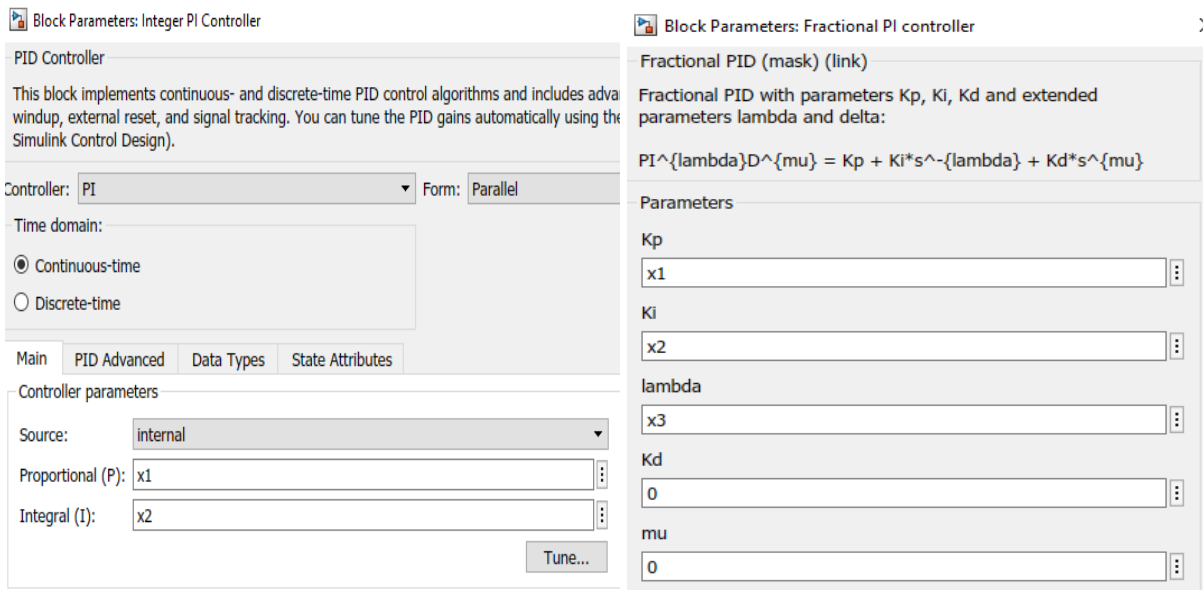 Block Parameters: Integer PI Controller
PID Controller
This block implements continuous- and discrete-time PID control algorithms and includes adva
windup, external reset, and signal tracking. You can tune the PID gains automatically using the
Simulink Control Design).
Controller: PI Form: Parallel
Time domain:
Continuous-time
Discrete-time
Main PID Advanced Data Types State Attributes
Controller parameters
Source: internal
Proportional (P): x1
Integral (I): x2
Tune...
Block Parameters: Fractional PI controller
Fractional PID (mask) (link)
Fractional PID with parameters Kp, Ki, Kd and extended
parameters lambda and delta:
PI^{lambda}D^{mu} = Kp + Ki*s^-{lambda} + Kd*s^{mu}
Parameters
Kp
x1
Ki
x2
lambda
x3
Kd
0
mu
0